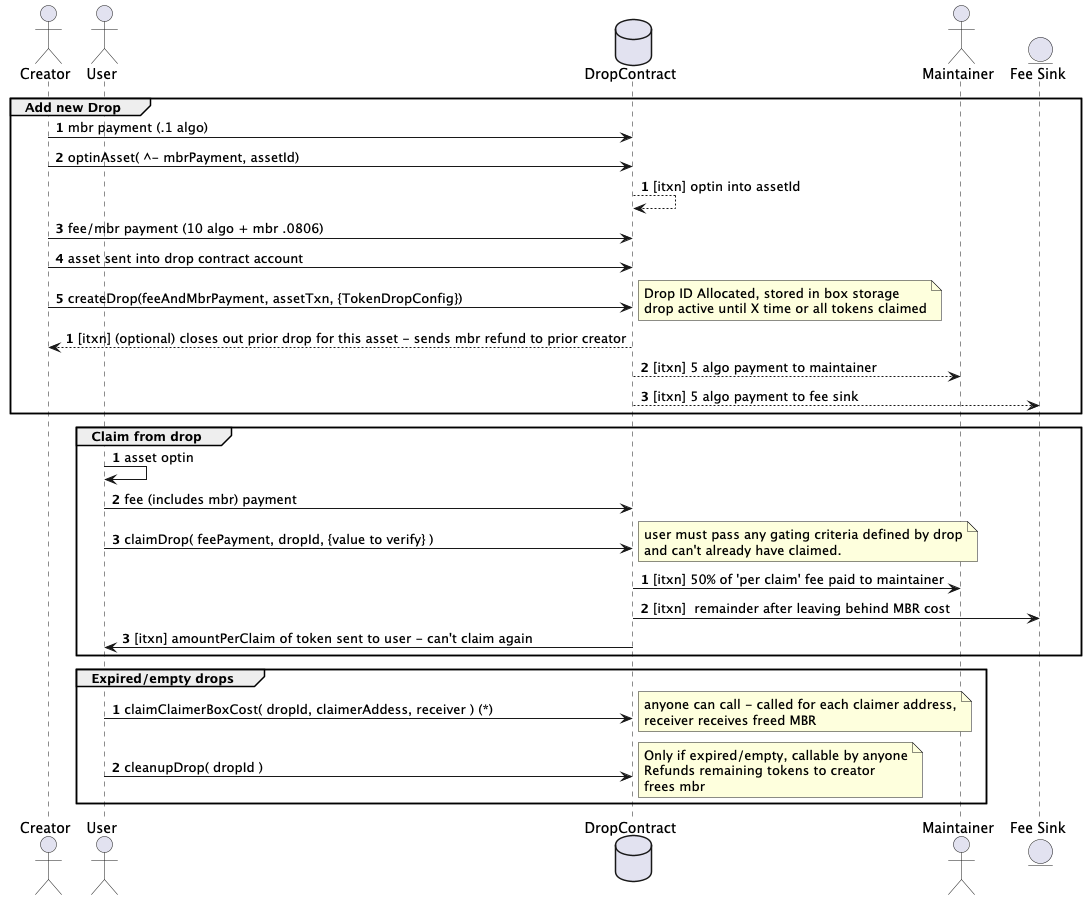 Creator User DropContract Maintainer Fee Sink
Add new Drop
1 mbr payment (.1 algo)
2 optinAsset( ^- mbrPayment, assetId)
1 [itxn] optin into assetId
3 fee/mbr payment (10 algo + mbr .0806)
4 asset sent into drop contract account
5 createDrop(feeAndMbrPayment, assetTxn, {TokenDropConfig})
Drop ID Allocated, stored in box storage
drop active until X time or all tokens claimed
1 [itxn] (optional) closes out prior drop for this asset - sends mbr refund to prior creator
2 [itxn] 5 algo payment to maintainer
3 [itxn] 5 algo payment to fee sink
Claim from drop
1 asset optin
2 fee (includes mbr) payment
3 claimDrop( feePayment, dropId, {value to verify} )
user must pass any gating criteria defined by drop
and can't already have claimed.
1 [itxn] 50% of 'per claim' fee paid to maintainer
2 [itxn] remainder after leaving behind MBR cost
3 [itxn] amountPerClaim of token sent to user - can't claim again
Expired/empty drops
1 claimClaimerBoxCost( dropId, claimerAddess, receiver ) (*)
anyone can call - called for each claimer address,
receiver receives freed MBR
2 cleanupDrop( dropId )
Only if expired/empty, callable by anyone
Refunds remaining tokens to creator
frees mbr
Creator User DropContract Maintainer Fee Sink